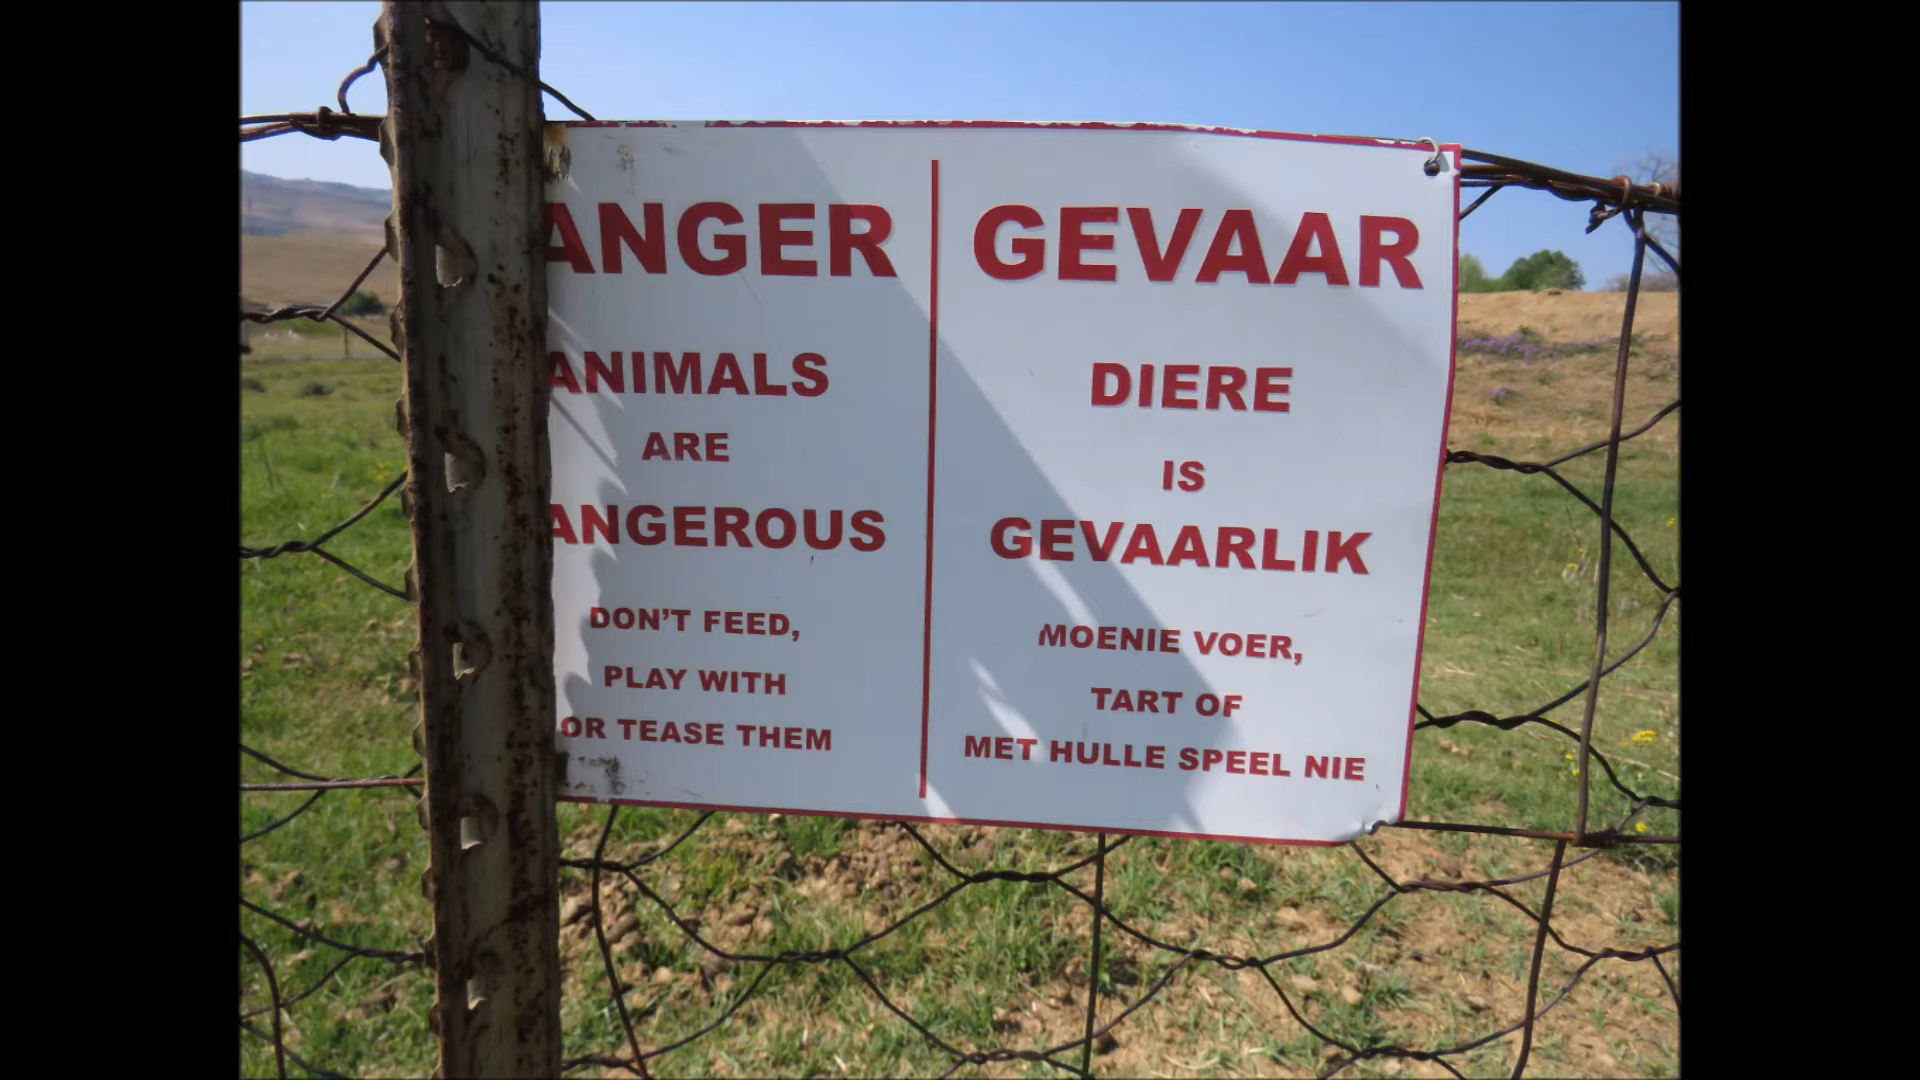 ANGER
ANIMALS
ARE
ANGEROUS
DON'T FEED,
PLAY WITH
OR TEASE THEM
GEVAAR
DIERE
IS
GEVAARLIK
MOENIE VOER,
TART OF
MET HULLE SPEEL NIE